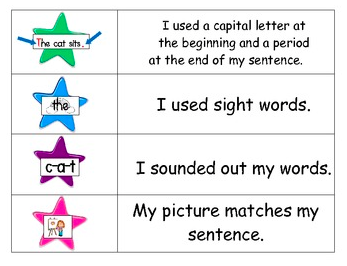 The cat sits.
I used a capital letter at
the beginning and a period
at the end of my sentence.
the
I used sight words.
c-a-t
I sounded out my words.
My picture matches my
sentence.